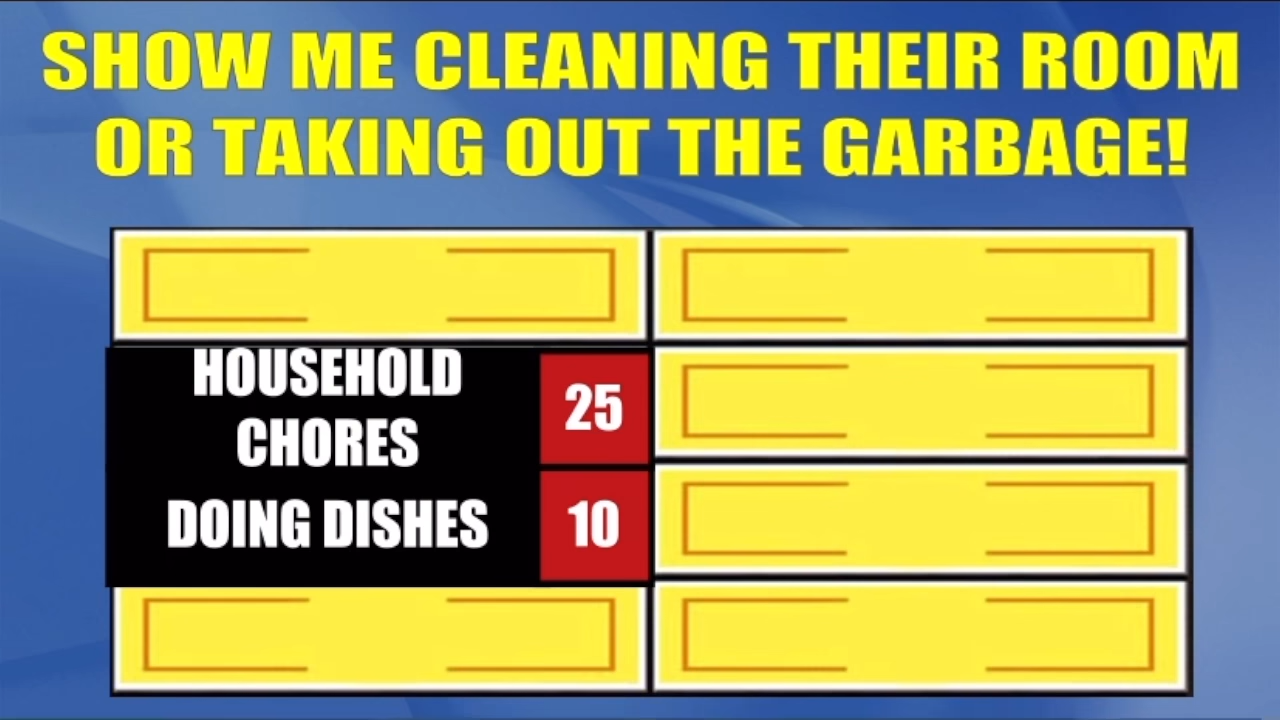 SHOW ME CLEANING THEIR ROOM
OR TAKING OUT THE GARBAGE!
HOUSEHOLD
CHORES
25
DOING DISHES
10